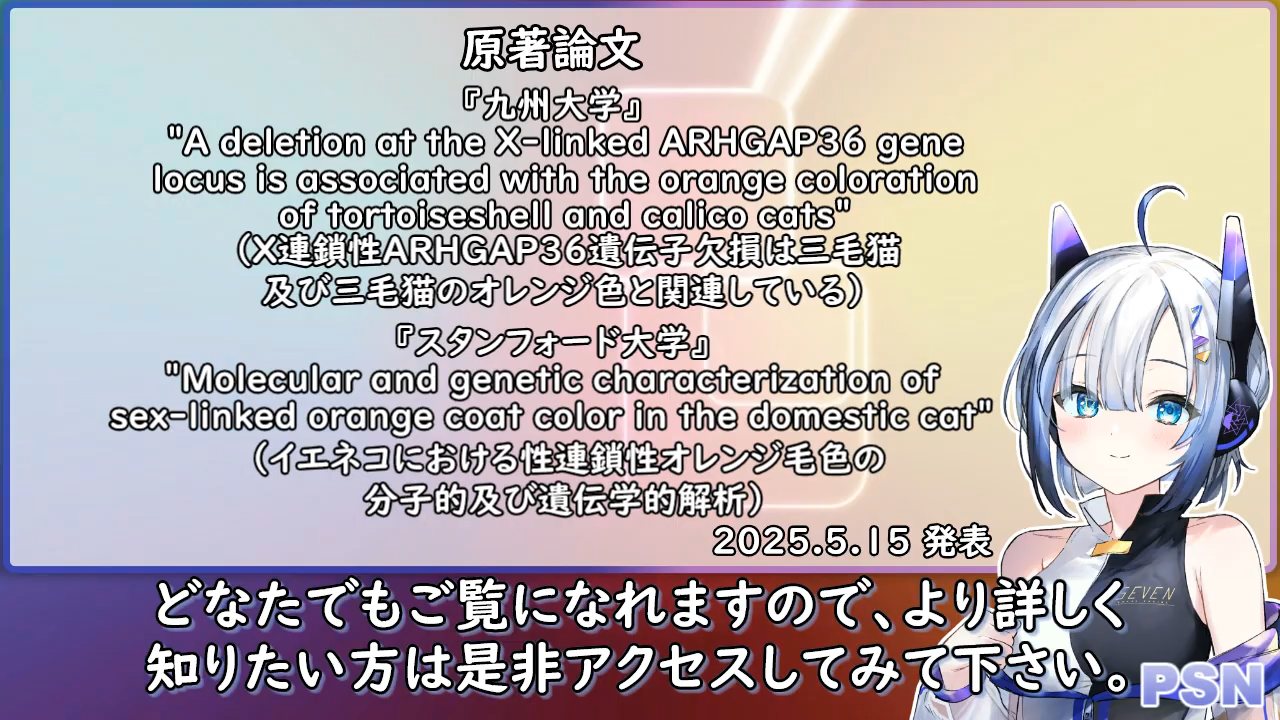 原著論文
『九州大学』
"A deletion at the X-linked ARHGAP36 gene
locus is associated with the orange coloration
of tortoiseshell and calico cats"
(X連鎖性ARHGAP36遺伝子欠損は三毛猫
及び三毛猫のオレンジ色と関連している)
『スタンフォード大学』
"Molecular and genetic characterization of
sex-linked orange coat color in the domestic cat"
(イエネコにおける性連鎖性オレンジ毛色の
分子的及び遺伝学的解析)
2025.5.15 発表
SEVEN
どなたでもご覧になれますので、より詳しく
知りたい方は是非アクセスしてみて下さい。
PSN